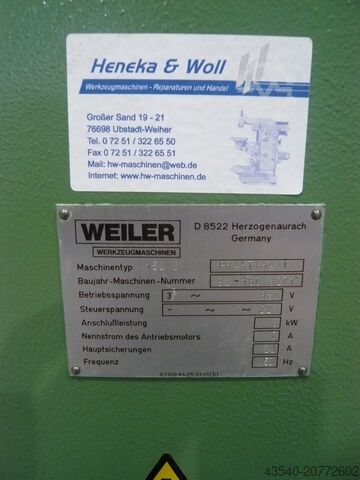 Heneka & Woll
Werkzeugmaschinen - Reparaturen und Handel
Großer Sand 19 - 21
76698 Ubstadt-Weiher
Tel. 0 72 51 / 322 65 50
Fax 0 72 51 / 322 65 51
Mail: hw-maschinen@web.de
Internet: www.hw-maschinen.de
WEILER
WERKZEUGMASCHINEN
D 8522 Herzogenaurach
Germany
Maschinentyp
Baujahr-Maschinen-Nummer
Betriebsspannung 3 ~ V
Steuerspannung - ~ V
Anschlußleistung kW
Nennstrom des Antriebsmotors A
Hauptsicherungen A
Frequenz Hz
43540-20772602